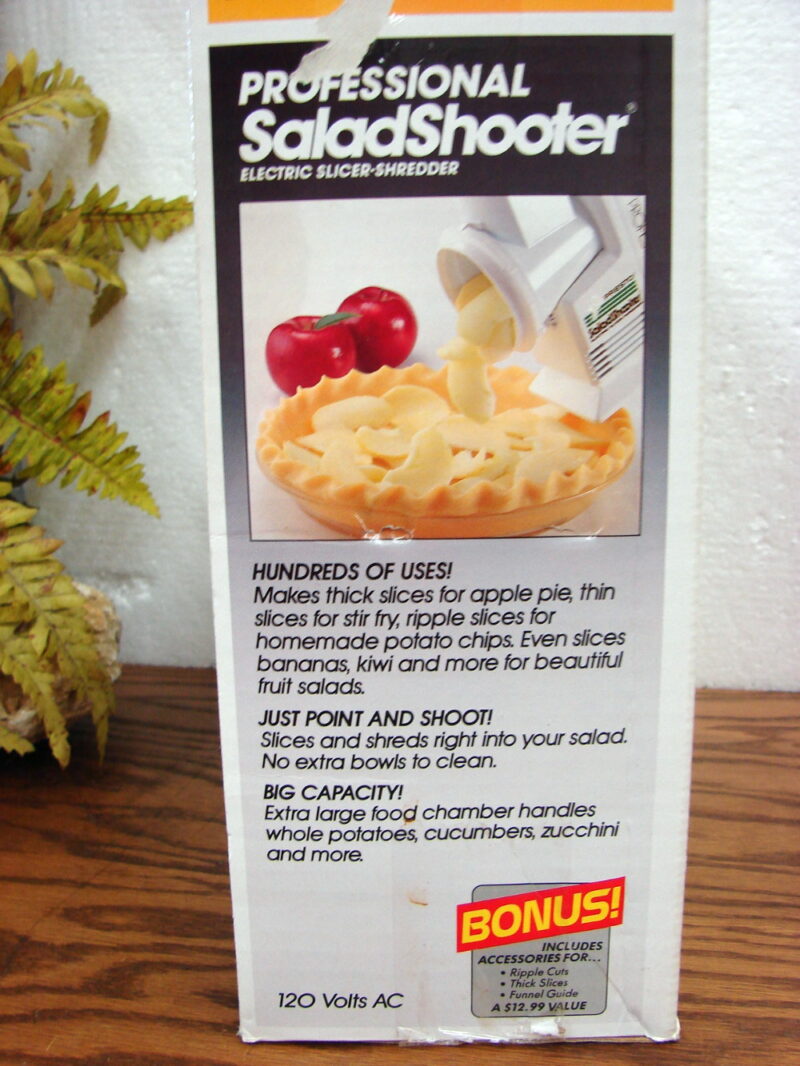 PROFESSIONAL
SaladShooter®
ELECTRIC SLICER-SHREDDER
SaladShooter
HUNDREDS OF USES!
Makes thick slices for apple pie, thin
slices for stir fry, ripple slices for
homemade potato chips. Even slices
bananas, kiwi and more for beautiful
fruit salads.
JUST POINT AND SHOOT!
Slices and shreds right into your salad.
No extra bowls to clean.
BIG CAPACITY!
Extra large food chamber handles
whole potatoes, cucumbers, zucchini
and more.
BONUS!
INCLUDES
ACCESSORIES FOR...
• Ripple Cuts
• Thick Slices
• Funnel Guide
A $12.99 VALUE
120 Volts AC